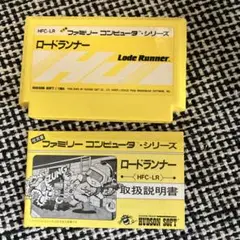 ファミリー コンピュータ・シリーズ
HFC-LR
ロードランナー
Lode Runner
HUDSON SOFT / 1984
ファミリー コンピュータ・シリーズ
ロードランナー
<HFC-LR>
取扱説明書
HUDSON SOFT